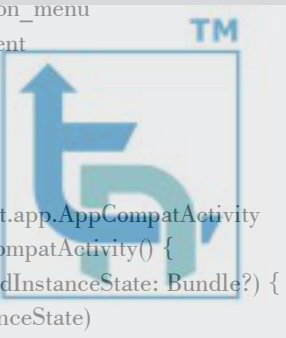 on_menu
ent
TM
t.app.AppCompatActivity
ompatActivity() {
dInstanceState: Bundle?) {
nceState)